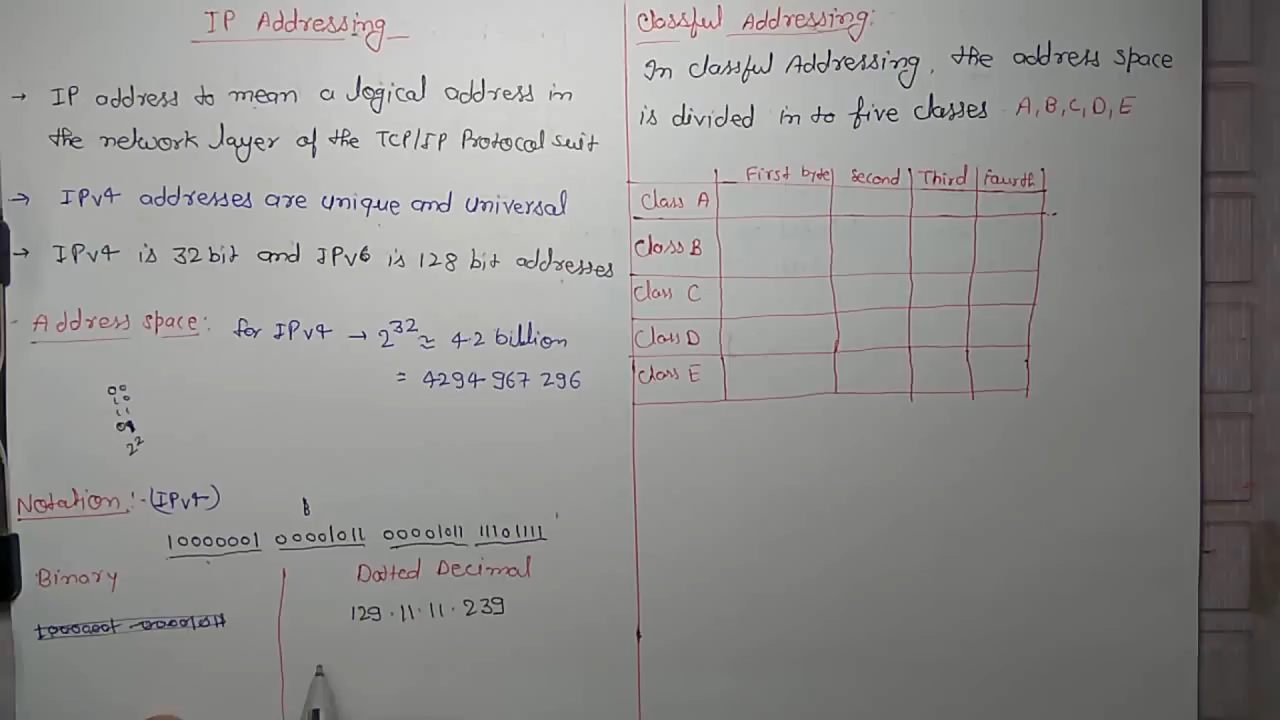 IP Addressing
→ IP address to mean a logical address in
the network layer of the TCP/IP Protocal suit
→ IPv4 addresses are unique and universal
→ IPv4 is 32 bit and IPv6 is 128 bit addresses
- Address space: for IPv4 → 2^32 ≈ 4.2 billion
= 4294 967 296
00
10
11
01
2^2
Notation:-(IPv4)
10000001 00001011 00001011 11101111
Binary
Dotted Decimal
129.11.11.239
Classful Addressing:
In classful Addressing, the address space
is divided in to five classes A, B, C, D, E
First byte Second Third Fourth
Class A
Class B
Class C
Class D
Class E